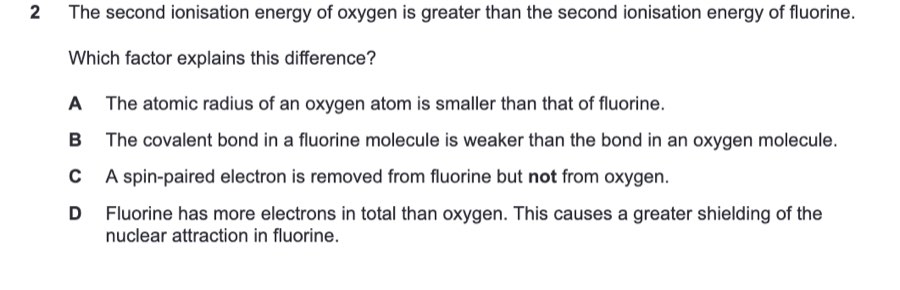 2 The second ionisation energy of oxygen is greater than the second ionisation energy of fluorine.
Which factor explains this difference?
A The atomic radius of an oxygen atom is smaller than that of fluorine.
B The covalent bond in a fluorine molecule is weaker than the bond in an oxygen molecule.
C A spin-paired electron is removed from fluorine but not from oxygen.
D Fluorine has more electrons in total than oxygen. This causes a greater shielding of the
nuclear attraction in fluorine.